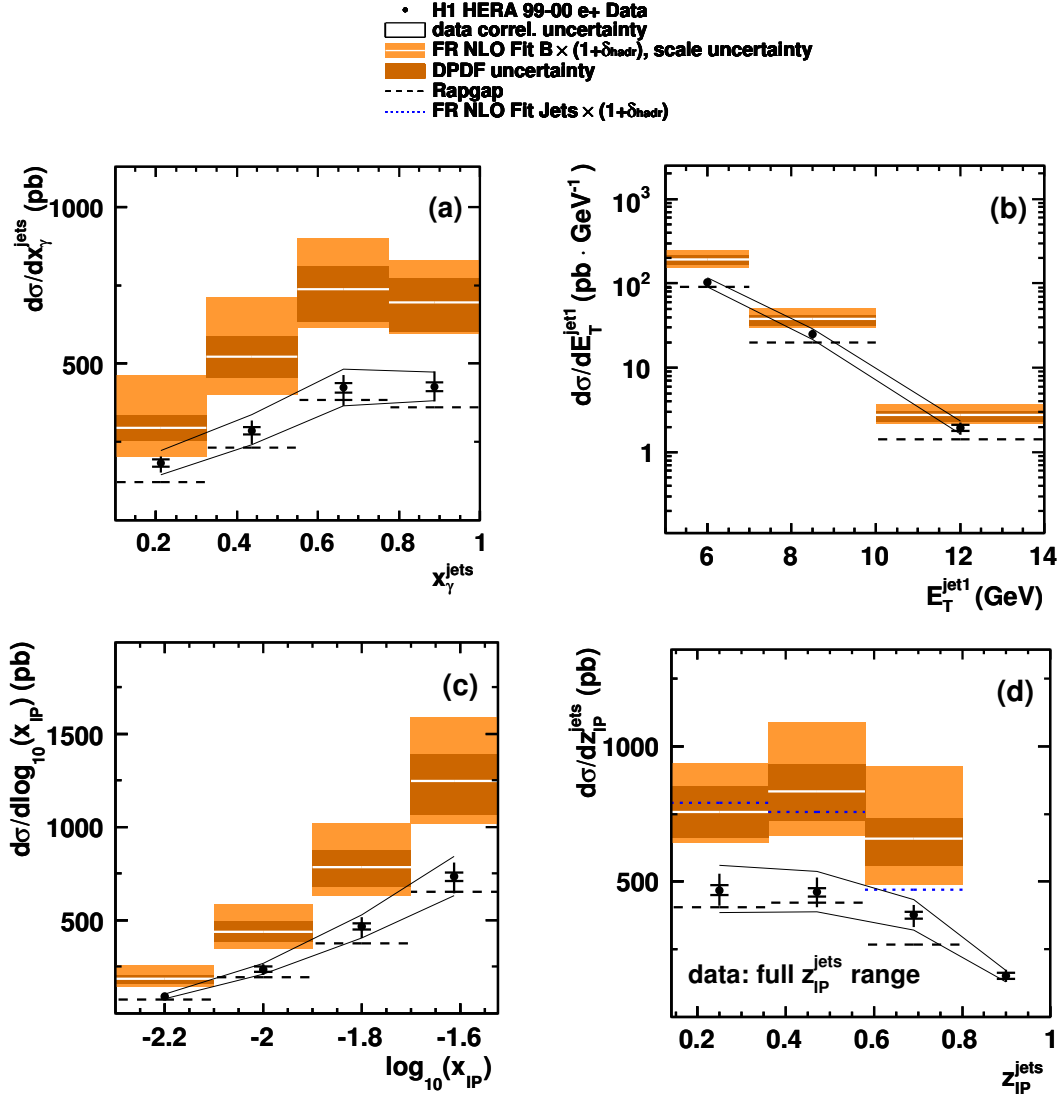 H1 HERA 99-00 e+ Data
data correl. uncertainty
FR NLO Fit B × (1+δhadr), scale uncertainty
DPDF uncertainty
Rapgap
FR NLO Fit Jets × (1+δhadr)
(a)
dσ/dxγjets (pb)
1000
500
0.2 0.4 0.6 0.8 1
xγjets
(b)
dσ/dETjet1 (pb · GeV-1)
103
102
10
1
6 8 10 12 14
ETjet1 (GeV)
(c)
dσ/dlog10(xIP) (pb)
1500
1000
500
-2.2 -2 -1.8 -1.6
log10(xIP)
(d)
dσ/dzIPjets (pb)
1000
500
data: full zIPjets range
0.2 0.4 0.6 0.8 1
zIPjets